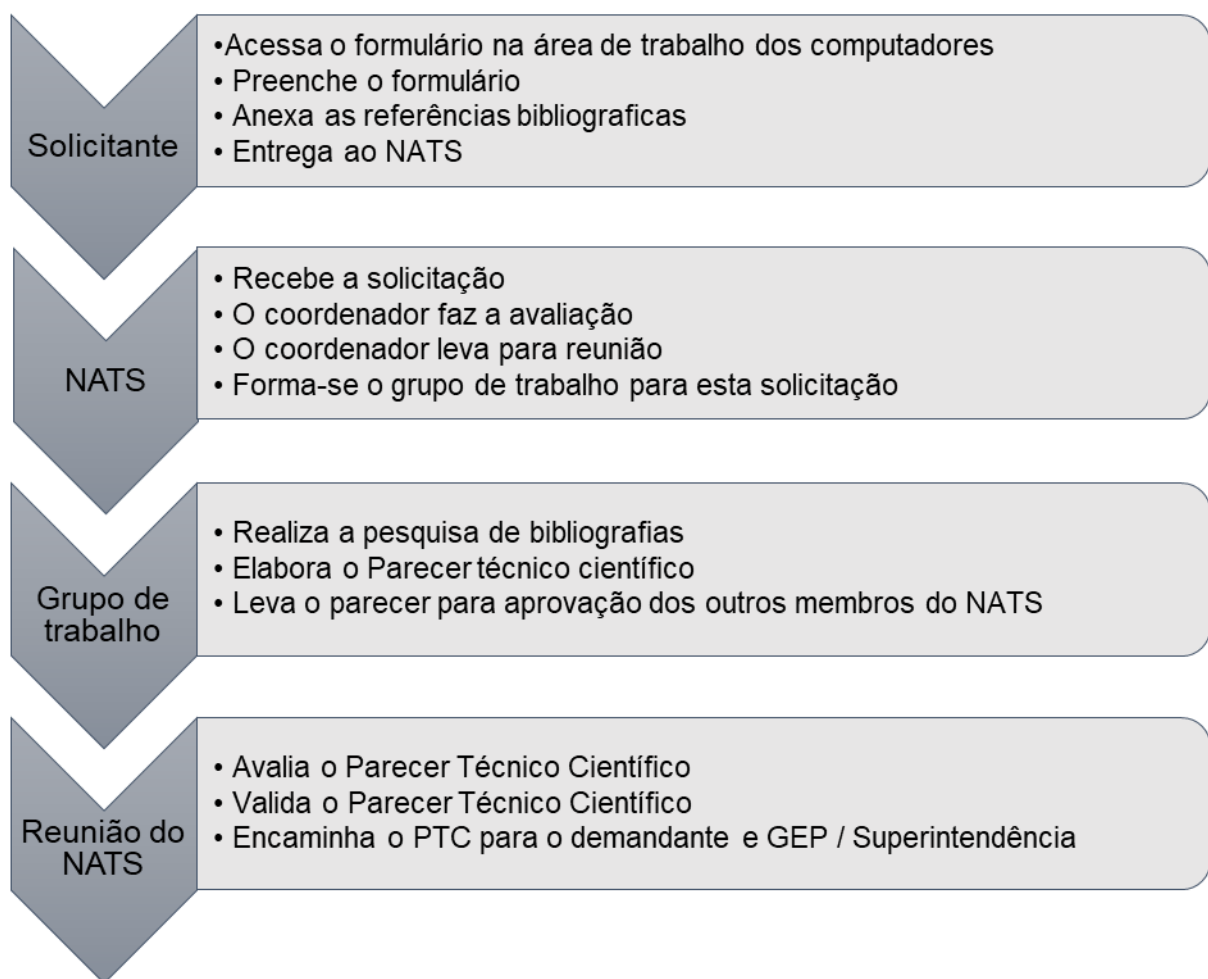 Solicitante
•Acessa o formulário na área de trabalho dos computadores
• Preenche o formulário
• Anexa as referências bibliograficas
• Entrega ao NATS
NATS
• Recebe a solicitação
• O coordenador faz a avaliação
• O coordenador leva para reunião
• Forma-se o grupo de trabalho para esta solicitação
Grupo de
trabalho
• Realiza a pesquisa de bibliografias
• Elabora o Parecer técnico científico
• Leva o parecer para aprovação dos outros membros do NATS
Reunião do
NATS
• Avalia o Parecer Técnico Científico
• Valida o Parecer Técnico Científico
• Encaminha o PTC para o demandante e GEP / Superintendência